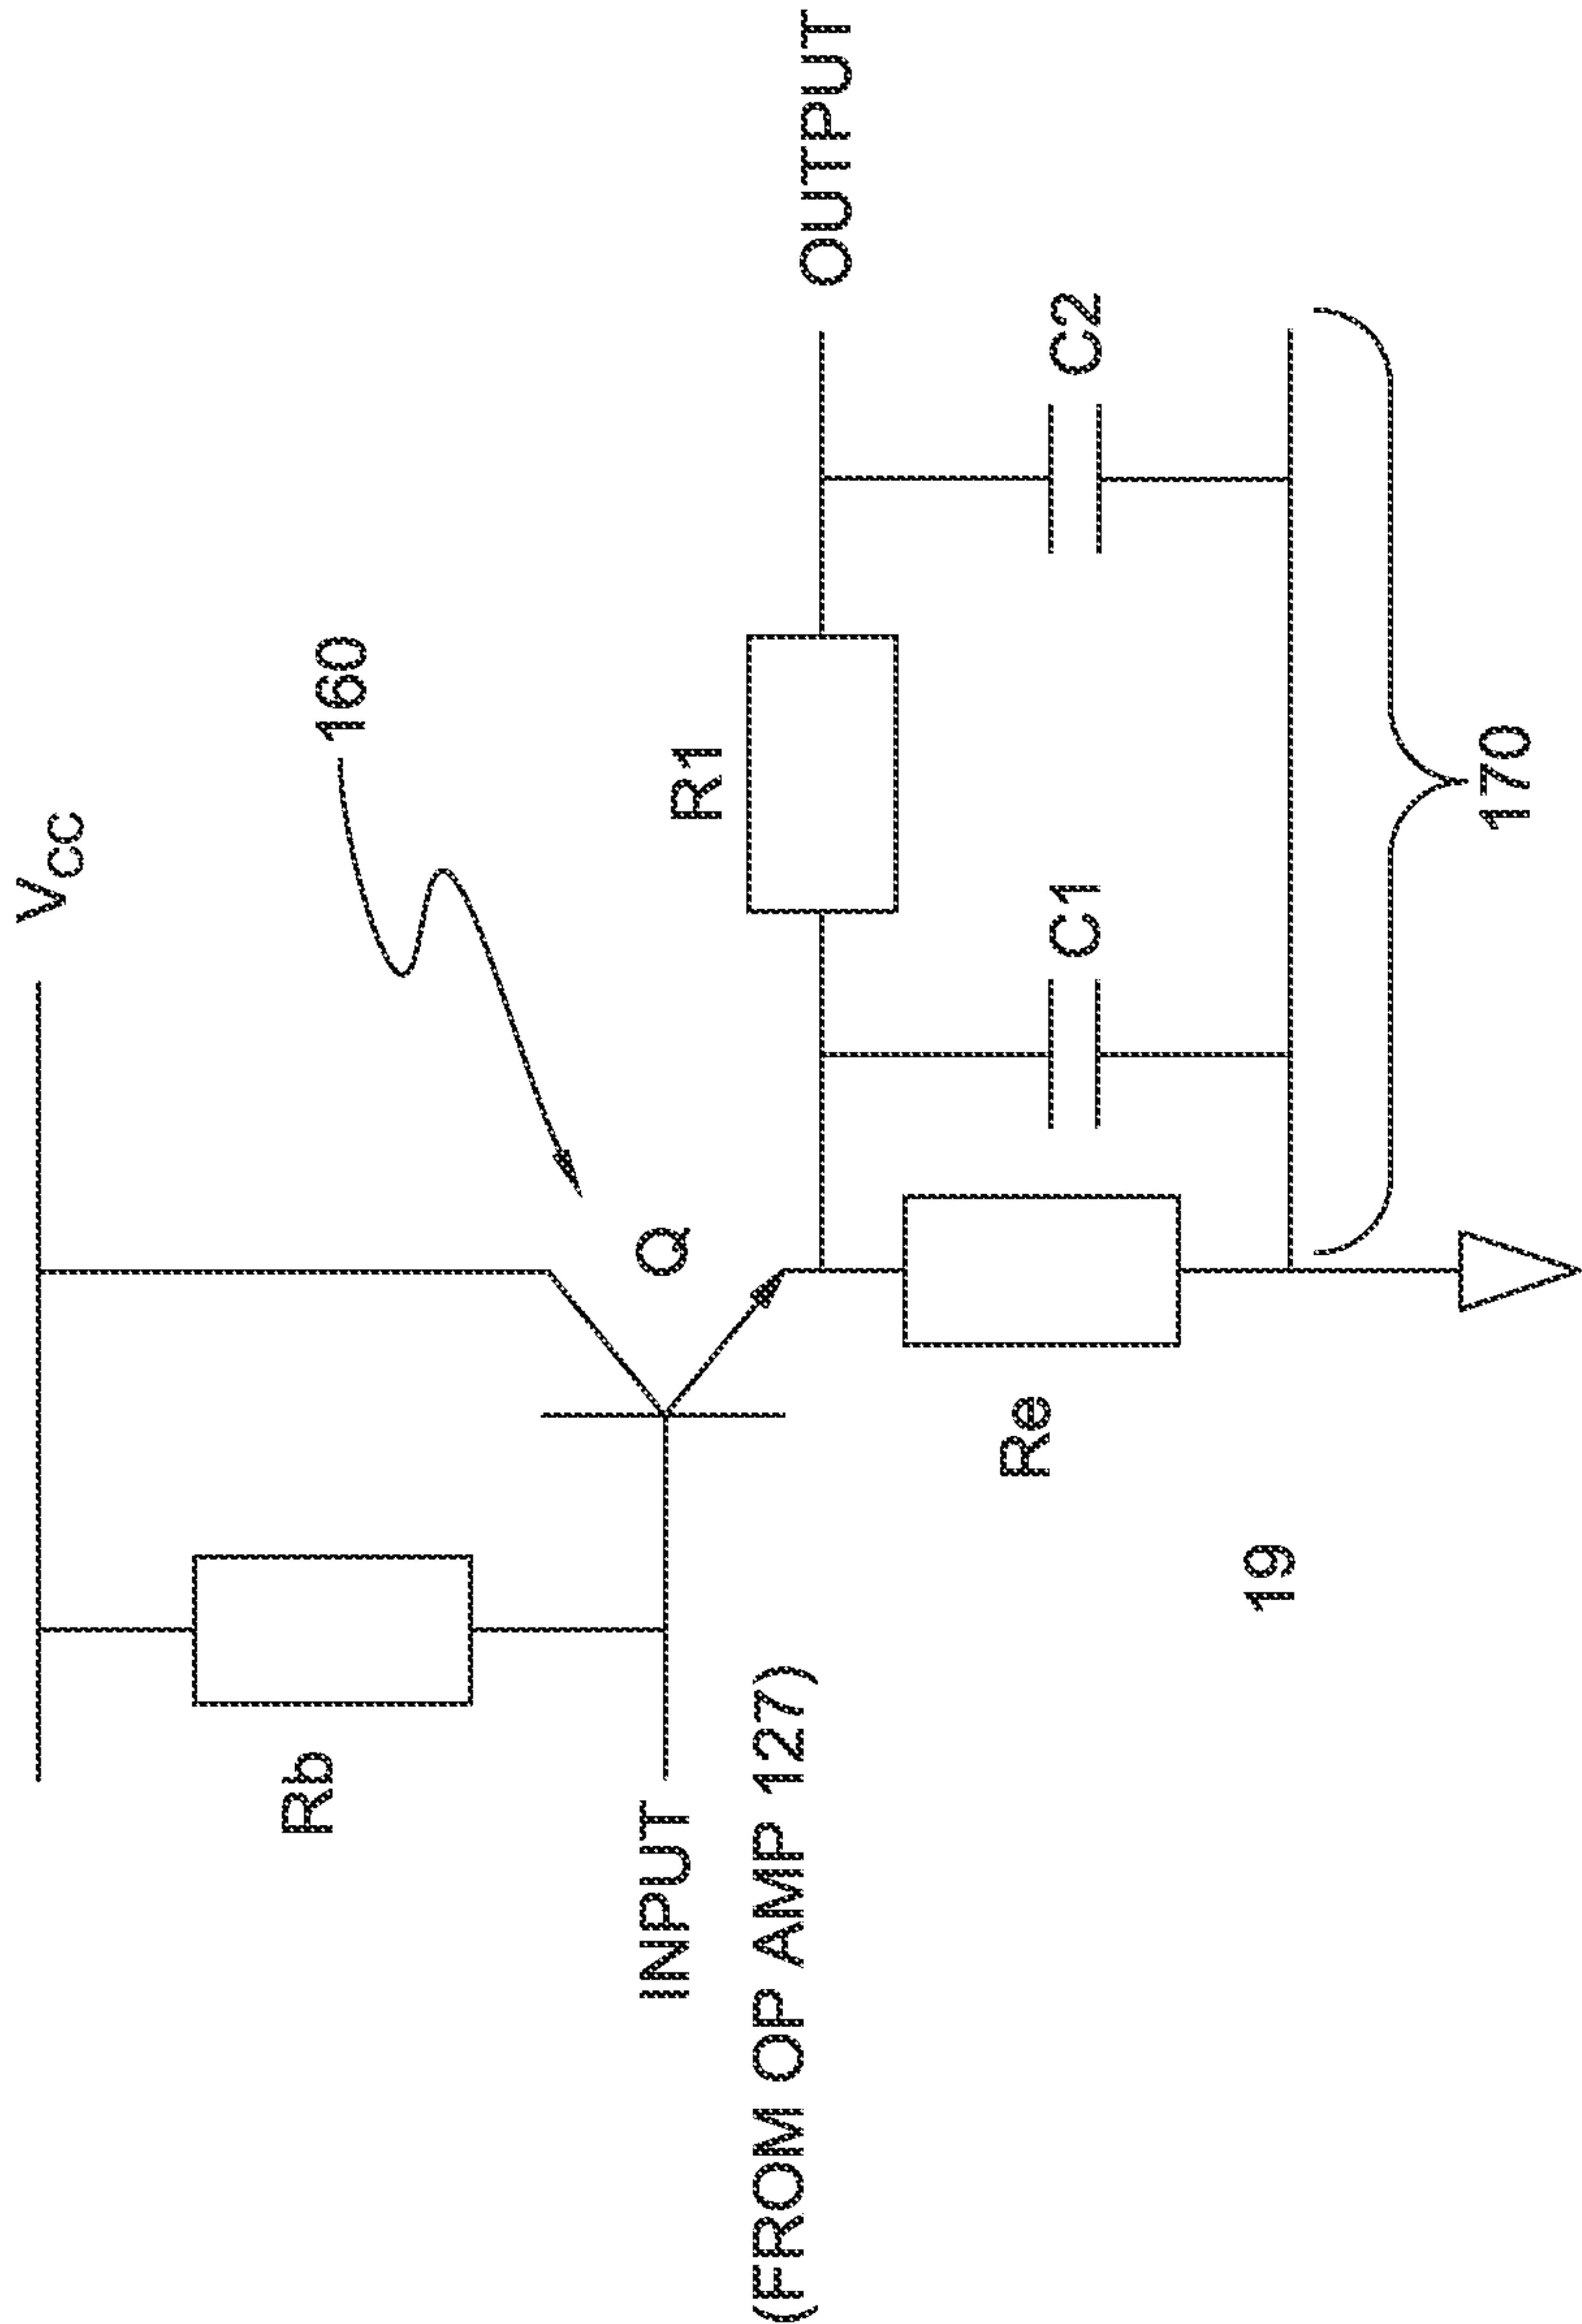 VCC
160
Rb
Q
INPUT
(FROM OP AMP 127)
R1
OUTPUT
Re
C1
C2
19
170